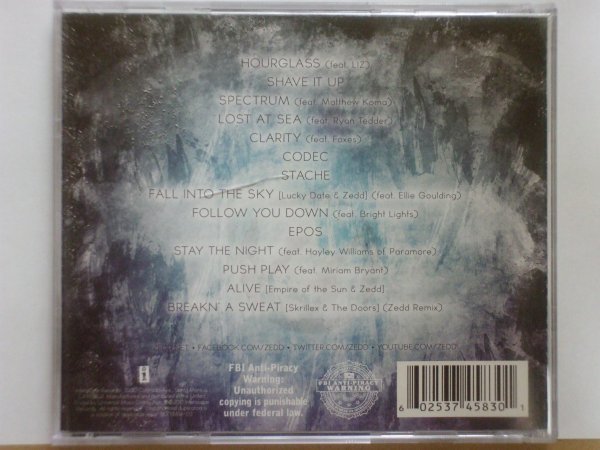 HOURGLASS (feat. LIZ)
SHAVE IT UP
SPECTRUM (feat. Matthew Koma)
LOST AT SEA (feat. Ryan Tedder)
CLARITY (feat. Foxes)
CODEC
STACHE
FALL INTO THE SKY [Lucky Date & Zedd] (feat. Ellie Goulding)
FOLLOW YOU DOWN (feat. Bright Lights)
EPOS
STAY THE NIGHT (feat. Hayley Williams of Paramore)
PUSH PLAY (feat. Miriam Bryant)
ALIVE [Empire of the Sun & Zedd]
BREAKN' A SWEAT [Skrillex & The Doors] (Zedd Remix)
• FACEBOOK.COM/ZEDD • TWITTER.COM/ZEDD • YOUTUBE.COM/ZEDD
FBI Anti-Piracy
Warning:
Unauthorized
copying is punishable
under federal law.
FBI ANTI-PIRACY
WARNING
6 02537 45830 1